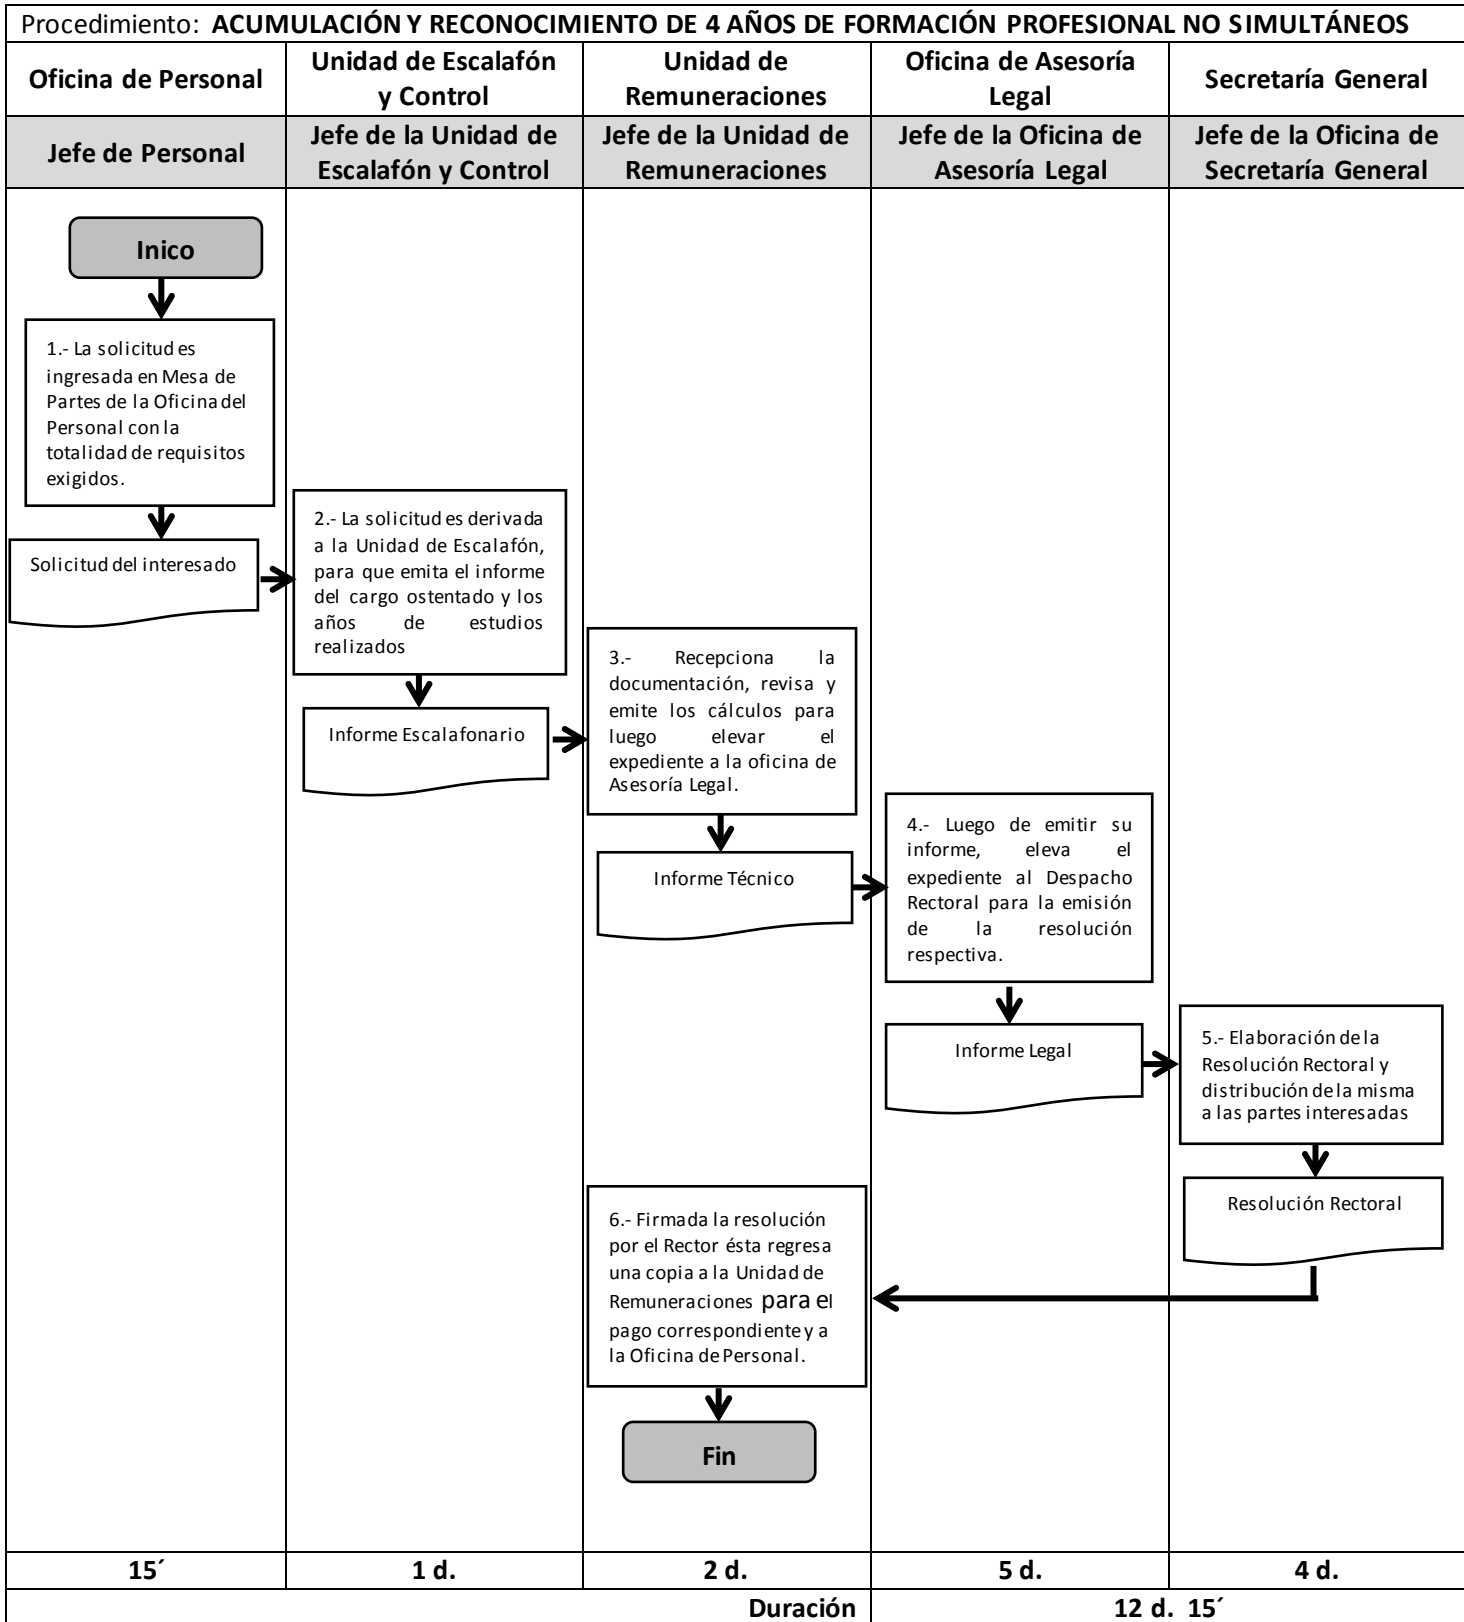 Procedimiento: ACUMULACIÓN Y RECONOCIMIENTO DE 4 AÑOS DE FORMACIÓN PROFESIONAL NO SIMULTÁNEOS
Oficina de Personal
Unidad de Escalafón
y Control
Unidad de
Remuneraciones
Oficina de Asesoría
Legal
Secretaría General
Jefe de Personal
Jefe de la Unidad de
Escalafón y Control
Jefe de la Unidad de
Remuneraciones
Jefe de la Oficina de
Asesoría Legal
Jefe de la Oficina de
Secretaría General
Inico
1.- La solicitud es
ingresada en Mesa de
Partes de la Oficina del
Personal con la
totalidad de requisitos
exigidos.
Solicitud del interesado
2.- La solicitud es derivada
a la Unidad de Escalafón,
para que emita el informe
del cargo ostentado y los
años de estudios
realizados
Informe Escalafonario
3.- Recepciona la
documentación, revisa y
emite los cálculos para
luego elevar el
expediente a la oficina de
Asesoría Legal.
Informe Técnico
4.- Luego de emitir su
informe, eleva el
expediente al Despacho
Rectoral para la emisión
de la resolución
respectiva.
Informe Legal
5.- Elaboración de la
Resolución Rectoral y
distribución de la misma
a las partes interesadas
Resolución Rectoral
6.- Firmada la resolución
por el Rector ésta regresa
una copia a la Unidad de
Remuneraciones para el
pago correspondiente y a
la Oficina de Personal.
Fin
15´
1 d.
2 d.
5 d.
4 d.
Duración
12 d. 15´